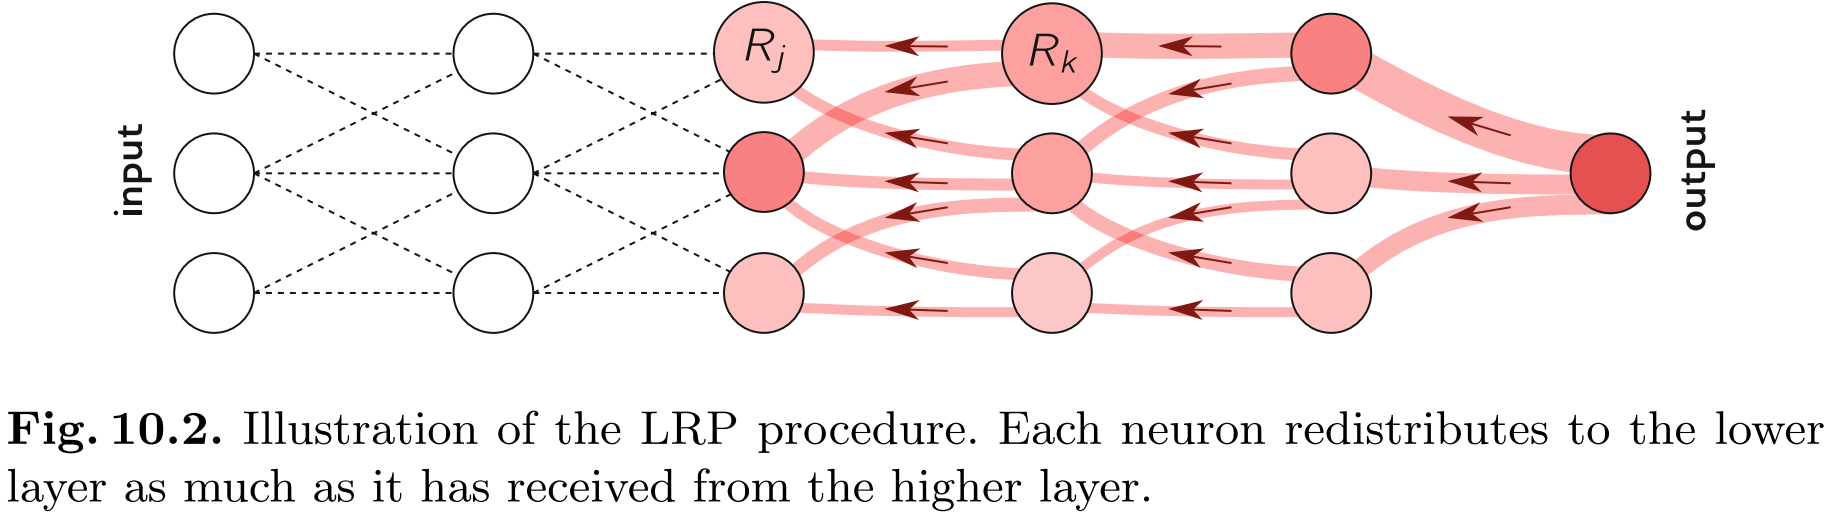 R_j
R_k
input
output
Fig. 10.2. Illustration of the LRP procedure. Each neuron redistributes to the lower
layer as much as it has received from the higher layer.